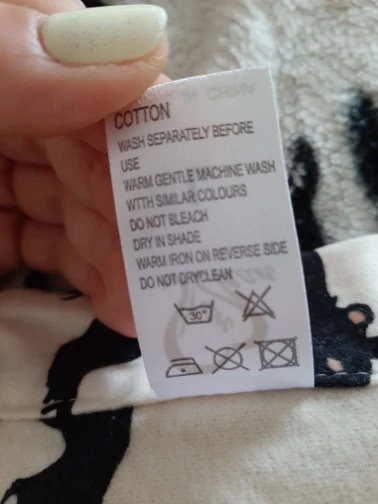 COTTON
WASH SEPARATELY BEFORE
USE
WARM GENTLE MACHINE WASH
WTTH SIMILAR COLOURS
DO NOT BLEACH
DRY IN SHADE
WARM IRON ON REVERSE SIDE
DO NOT DRYCLEAN
30°